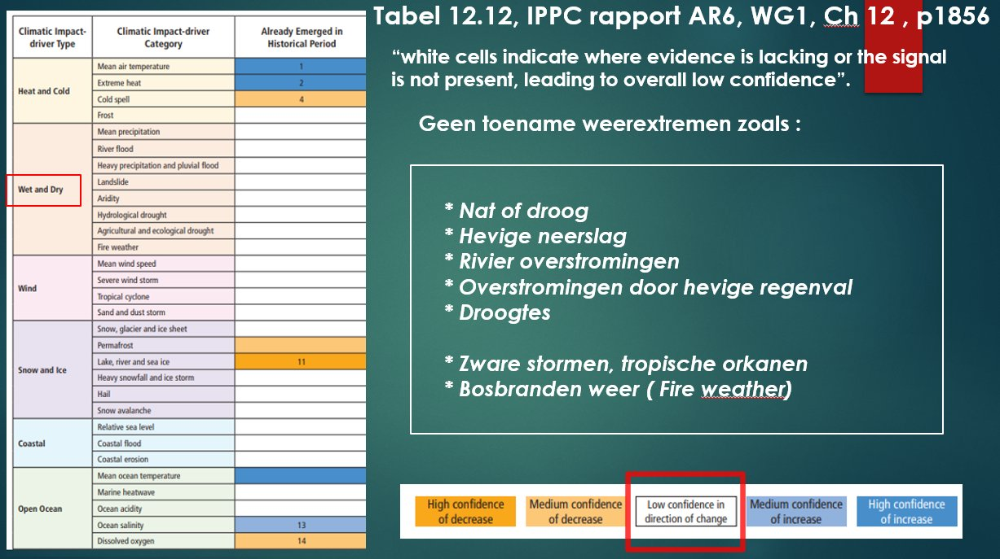 Tabel 12.12, IPPC rapport AR6, WG1, Ch 12 , p1856
“white cells indicate where evidence is lacking or the signal
is not present, leading to overall low confidence”.
Geen toename weerextremen zoals :
* Nat of droog
* Hevige neerslag
* Rivier overstromingen
* Overstromingen door hevige regenval
* Droogtes
* Zware stormen, tropische orkanen
* Bosbranden weer ( Fire weather)
Climatic Impact-
driver Type
Climatic Impact-driver
Category
Already Emerged in
Historical Period
Heat and Cold
Mean air temperature
1
Extreme heat
2
Cold spell
4
Frost
Wet and Dry
Mean precipitation
River flood
Heavy precipitation and pluvial flood
Landslide
Aridity
Hydrological drought
Agricultural and ecological drought
Fire weather
Wind
Mean wind speed
Severe wind storm
Tropical cyclone
Sand and dust storm
Snow and Ice
Snow, glacier and ice sheet
Permafrost
Lake, river and sea ice
11
Heavy snowfall and ice storm
Hail
Snow avalanche
Coastal
Relative sea level
Coastal flood
Coastal erosion
Open Ocean
Mean ocean temperature
Marine heatwave
Ocean acidity
Ocean salinity
13
Dissolved oxygen
14
High confidence
of decrease
Medium confidence
of decrease
Low confidence in
direction of change
Medium confidence
of increase
High confidence
of increase